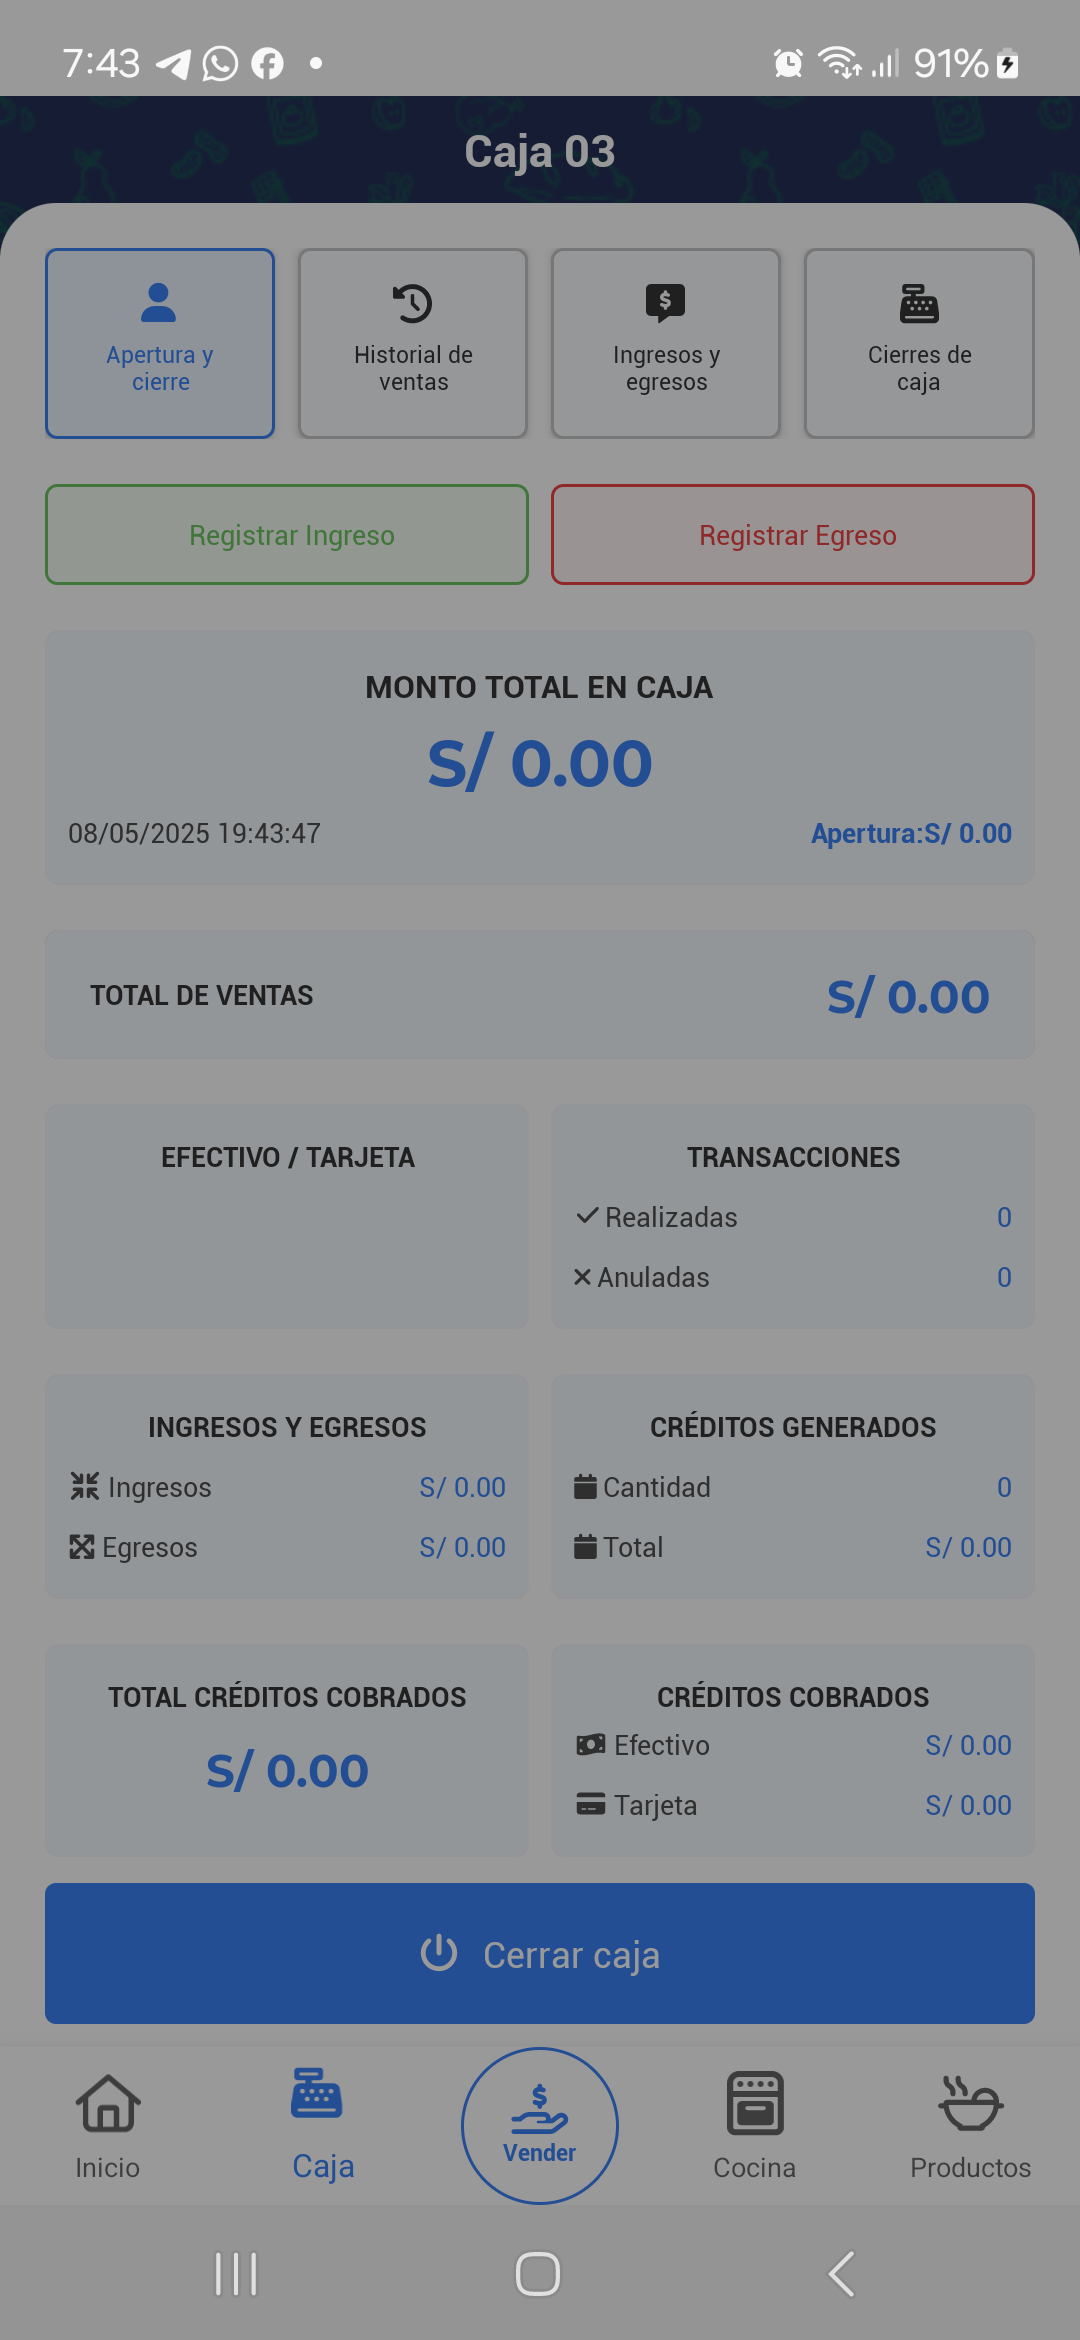 7:43
91%
Caja 03
Apertura y
cierre
Historial de
ventas
Ingresos y
egresos
Cierres de
caja
Registrar Ingreso
Registrar Egreso
MONTO TOTAL EN CAJA
S/ 0.00
08/05/2025 19:43:47
Apertura:S/ 0.00
TOTAL DE VENTAS
S/ 0.00
EFECTIVO / TARJETA
TRANSACCIONES
Realizadas 0
Anuladas 0
INGRESOS Y EGRESOS
Ingresos S/ 0.00
Egresos S/ 0.00
CRÉDITOS GENERADOS
Cantidad 0
Total S/ 0.00
TOTAL CRÉDITOS COBRADOS
S/ 0.00
CRÉDITOS COBRADOS
Efectivo S/ 0.00
Tarjeta S/ 0.00
Cerrar caja
Inicio
Caja
Vender
Cocina
Productos